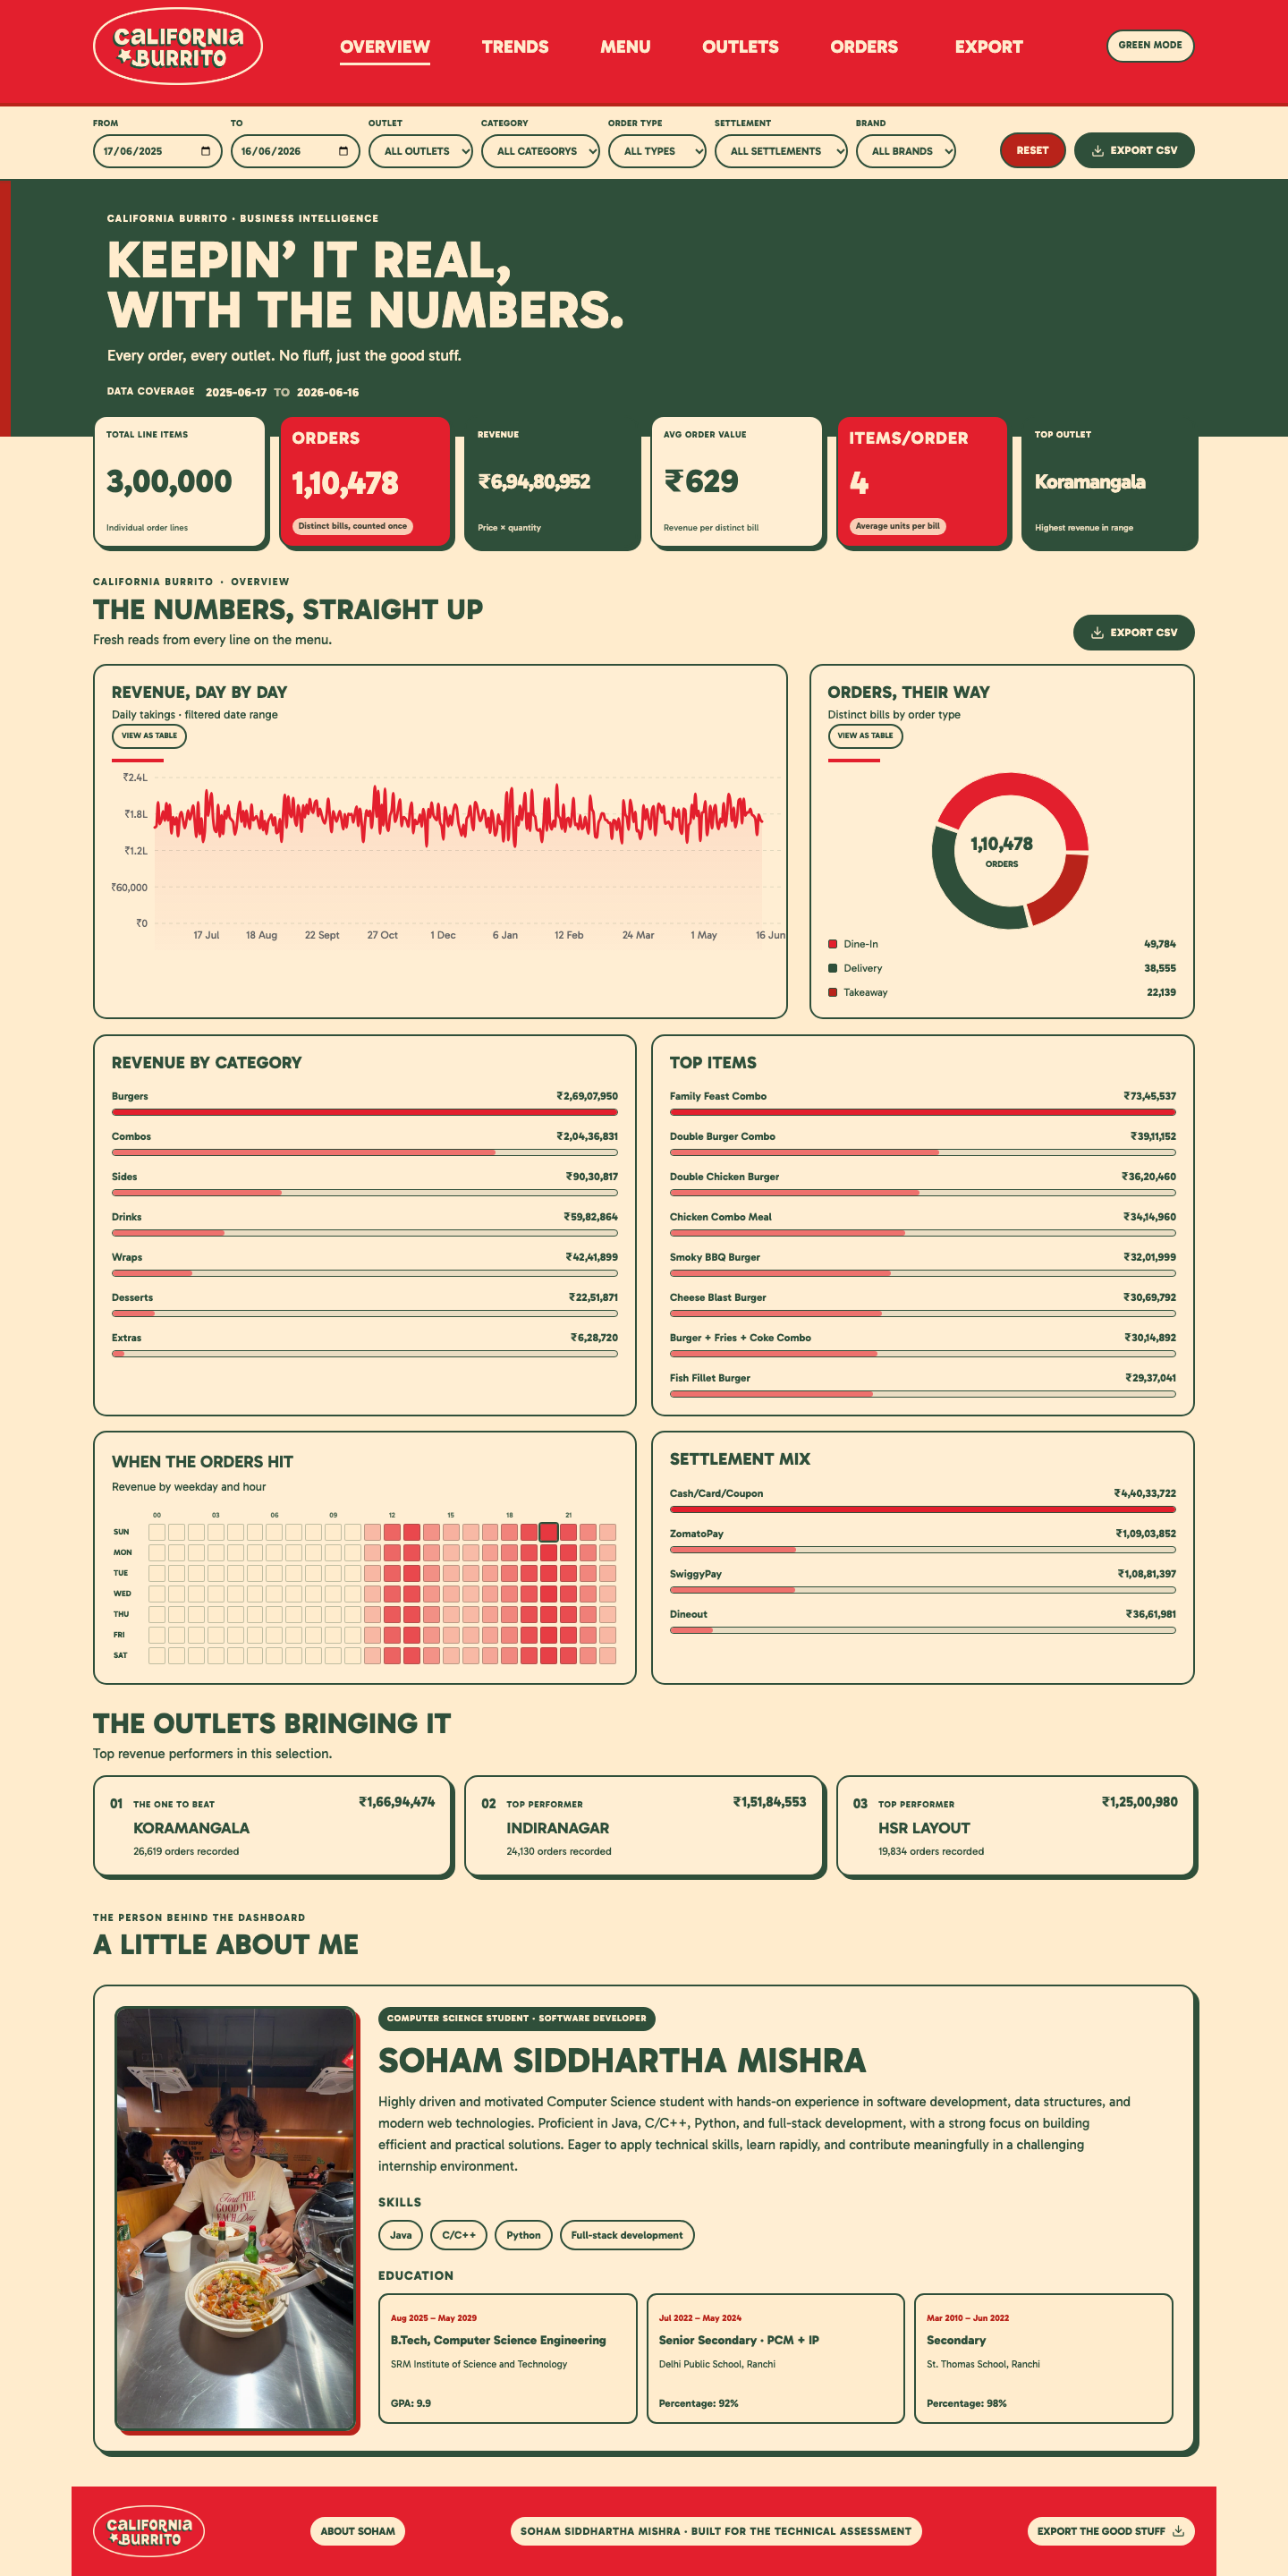 CALIFORNIA
BURRITO
OVERVIEW
TRENDS
MENU
OUTLETS
ORDERS
EXPORT
GREEN MODE
FROM
TO
OUTLET
CATEGORY
ORDER TYPE
SETTLEMENT
BRAND
17/06/2025
16/06/2026
ALL OUTLETS
ALL CATEGORYS
ALL TYPES
ALL SETTLEMENTS
ALL BRANDS
RESET
EXPORT CSV
CALIFORNIA BURRITO · BUSINESS INTELLIGENCE
KEEPIN’ IT REAL,
WITH THE NUMBERS.
Every order, every outlet. No fluff, just the good stuff.
DATA COVERAGE 2025-06-17 TO 2026-06-16
TOTAL LINE ITEMS
3,00,000
Individual order lines
ORDERS
1,10,478
Distinct bills, counted once
REVENUE
₹6,94,80,952
Price × quantity
AVG ORDER VALUE
₹629
Revenue per distinct bill
ITEMS/ORDER
4
Average units per bill
TOP OUTLET
Koramangala
Highest revenue in range
CALIFORNIA BURRITO · OVERVIEW
THE NUMBERS, STRAIGHT UP
Fresh reads from every line on the menu.
EXPORT CSV
REVENUE, DAY BY DAY
Daily takings · filtered date range
VIEW AS TABLE
₹2.4L
₹1.8L
₹1.2L
₹60,000
₹0
17 Jul 18 Aug 22 Sept 27 Oct 1 Dec 6 Jan 12 Feb 24 Mar 1 May 16 Jun
ORDERS, THEIR WAY
Distinct bills by order type
VIEW AS TABLE
1,10,478
ORDERS
Dine-In 49,784
Delivery 38,555
Takeaway 22,139
REVENUE BY CATEGORY
Burgers ₹2,69,07,950
Combos ₹2,04,36,831
Sides ₹90,30,817
Drinks ₹59,82,864
Wraps ₹42,41,899
Desserts ₹22,51,871
Extras ₹6,28,720
TOP ITEMS
Family Feast Combo ₹73,45,537
Double Burger Combo ₹39,11,152
Double Chicken Burger ₹36,20,460
Chicken Combo Meal ₹34,14,960
Smoky BBQ Burger ₹32,01,999
Cheese Blast Burger ₹30,69,792
Burger + Fries + Coke Combo ₹30,14,892
Fish Fillet Burger ₹29,37,041
WHEN THE ORDERS HIT
Revenue by weekday and hour
00 03 06 09 12 15 18 21
SUN
MON
TUE
WED
THU
FRI
SAT
SETTLEMENT MIX
Cash/Card/Coupon ₹4,40,33,722
ZomatoPay ₹1,09,03,852
SwiggyPay ₹1,08,81,397
Dineout ₹36,61,981
THE OUTLETS BRINGING IT
Top revenue performers in this selection.
01 THE ONE TO BEAT ₹1,66,94,474
KORAMANGALA
26,619 orders recorded
02 TOP PERFORMER ₹1,51,84,553
INDIRANAGAR
24,130 orders recorded
03 TOP PERFORMER ₹1,25,00,980
HSR LAYOUT
19,834 orders recorded
THE PERSON BEHIND THE DASHBOARD
A LITTLE ABOUT ME
COMPUTER SCIENCE STUDENT · SOFTWARE DEVELOPER
SOHAM SIDDHARTHA MISHRA
Highly driven and motivated Computer Science student with hands-on experience in software development, data structures, and
modern web technologies. Proficient in Java, C/C++, Python, and full-stack development, with a strong focus on building
efficient and practical solutions. Eager to apply technical skills, learn rapidly, and contribute meaningfully in a challenging
internship environment.
SKILLS
Java
C/C++
Python
Full-stack development
EDUCATION
Aug 2025 – May 2029
B.Tech, Computer Science Engineering
SRM Institute of Science and Technology
GPA: 9.9
Jul 2022 – May 2024
Senior Secondary · PCM + IP
Delhi Public School, Ranchi
Percentage: 92%
Mar 2010 – Jun 2022
Secondary
St. Thomas School, Ranchi
Percentage: 98%
CALIFORNIA
BURRITO
ABOUT SOHAM
SOHAM SIDDHARTHA MISHRA · BUILT FOR THE TECHNICAL ASSESSMENT
EXPORT THE GOOD STUFF